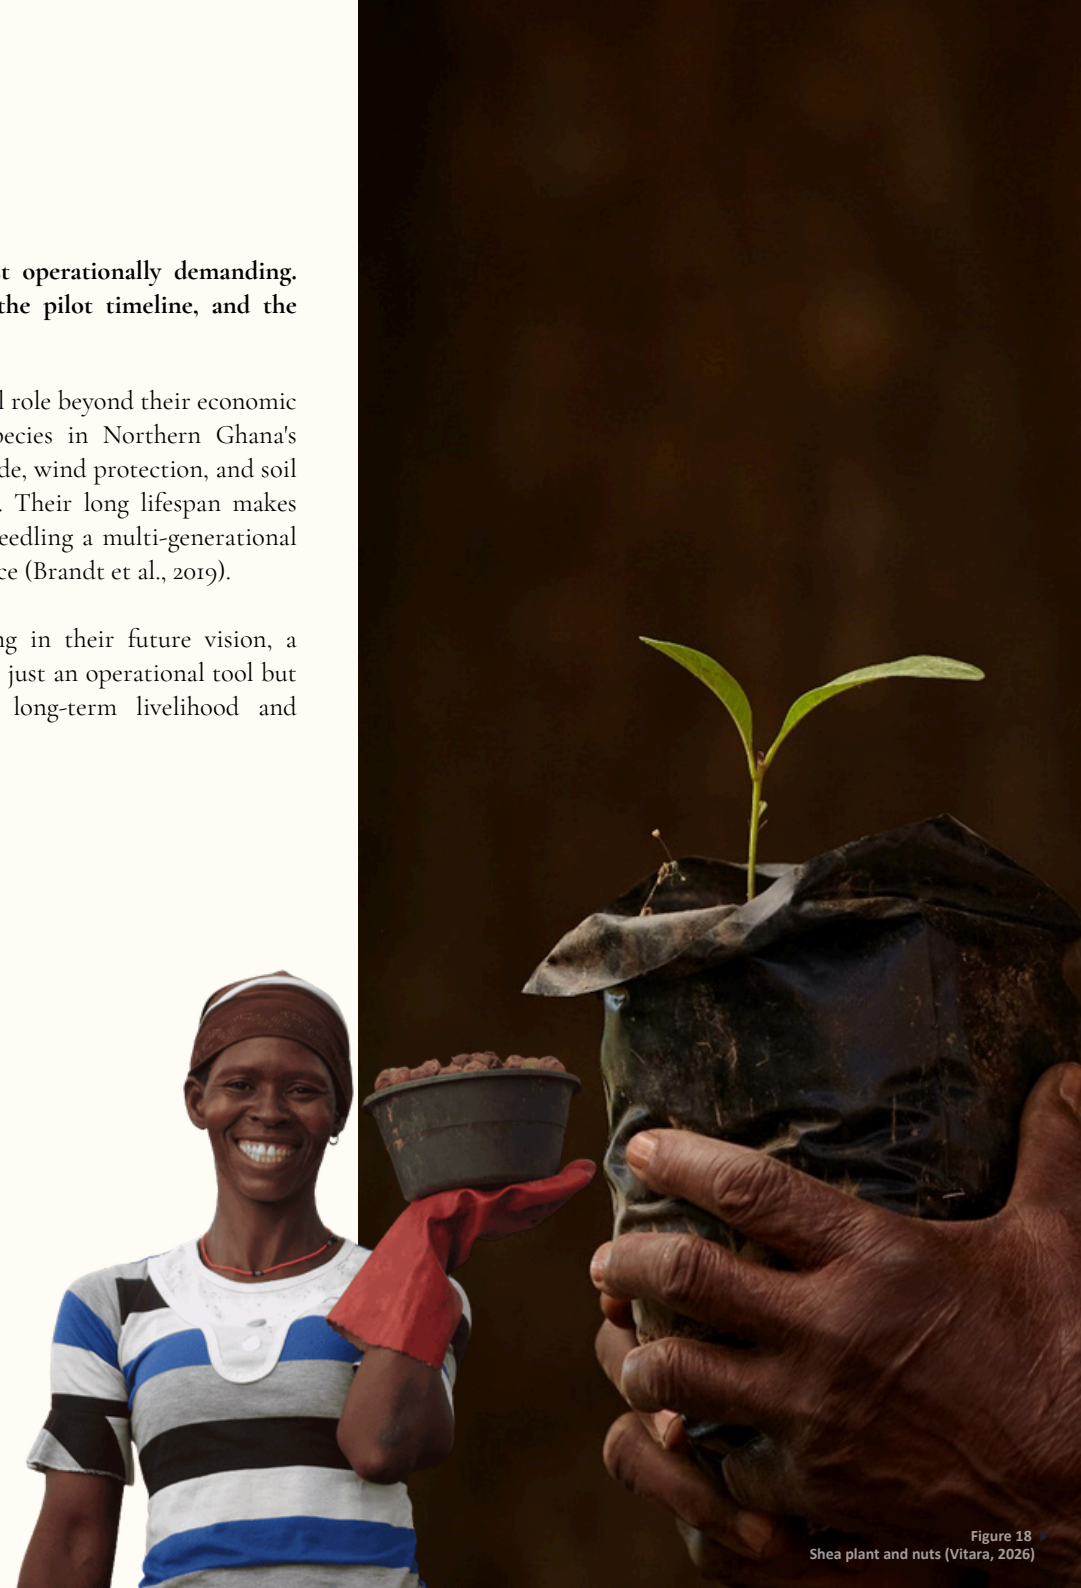 t operationally demanding.
the pilot timeline, and the
l role beyond their economic
pecies in Northern Ghana's
de, wind protection, and soil
. Their long lifespan makes
eedling a multi-generational
ce (Brandt et al., 2019).
ng in their future vision, a
just an operational tool but
long-term livelihood and
Figure 18
Shea plant and nuts (Vitara, 2026)